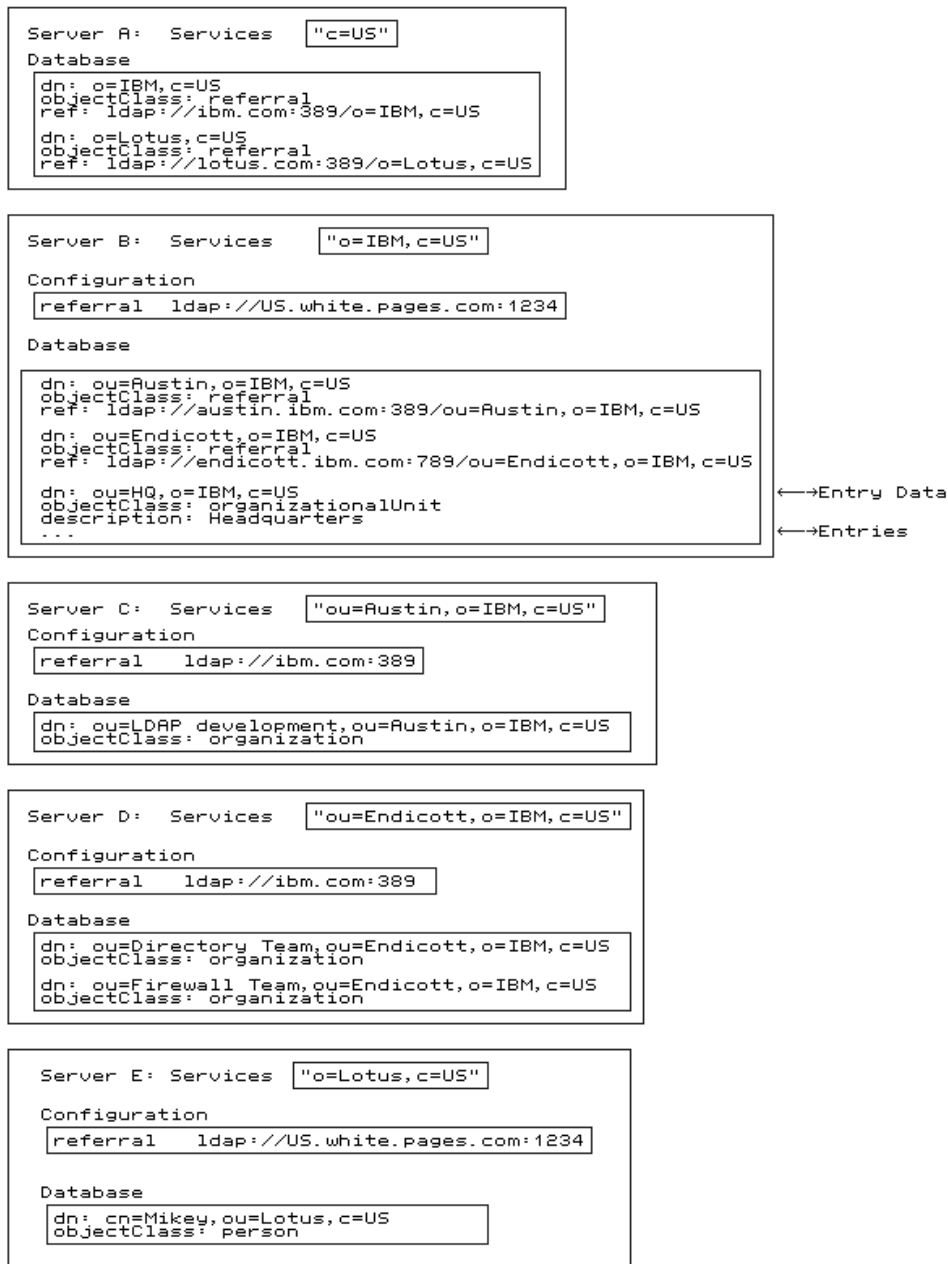 Server A: Services "c=US"
Database
dn: o=IBM,c=US
objectClass: referral
ref: ldap://ibm.com:389/o=IBM,c=US
dn: o=Lotus,c=US
objectClass: referral
ref: ldap://lotus.com:389/o=Lotus,c=US
Server B: Services "o=IBM,c=US"
Configuration
referral ldap://US.white.pages.com:1234
Database
dn: ou=Austin,o=IBM,c=US
objectClass: referral
ref: ldap://austin.ibm.com:389/ou=Austin,o=IBM,c=US
dn: ou=Endicott,o=IBM,c=US
objectClass: referral
ref: ldap://endicott.ibm.com:789/ou=Endicott,o=IBM,c=US
dn: ou=HQ,o=IBM,c=US ←→Entry Data
objectClass: organizationalUnit
description: Headquarters
... ←→Entries
Server C: Services "ou=Austin,o=IBM,c=US"
Configuration
referral ldap://ibm.com:389
Database
dn: ou=LDAP development,ou=Austin,o=IBM,c=US
objectClass: organization
Server D: Services "ou=Endicott,o=IBM,c=US"
Configuration
referral ldap://ibm.com:389
Database
dn: ou=Directory Team,ou=Endicott,o=IBM,c=US
objectClass: organization
dn: ou=Firewall Team,ou=Endicott,o=IBM,c=US
objectClass: organization
Server E: Services "o=Lotus,c=US"
Configuration
referral ldap://US.white.pages.com:1234
Database
dn: cn=Mikey,ou=Lotus,c=US
objectClass: person